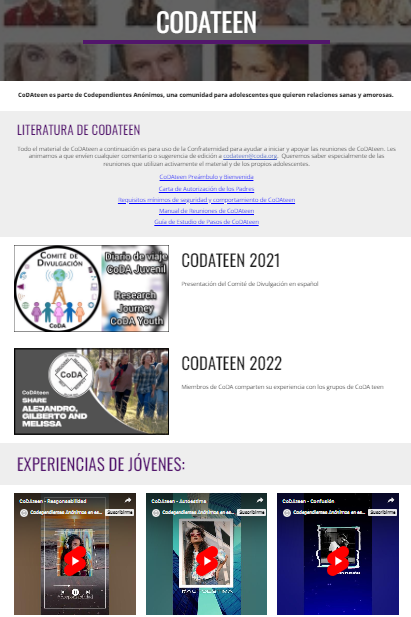 CODATEEN
CoDAteen es parte de Codependientes Anónimos, una comunidad para adolescentes que quieren relaciones sanas y amorosas.
LITERATURA DE CODATEEN
Todo el material de CoDAteen a continuación es para uso de la Confraternidad para ayudar a iniciar y apoyar las reuniones de CoDAteen. Les
animamos a que envíen cualquier comentario o sugerencia de edición a codateen@coda.org. Queremos saber especialmente de las
reuniones que utilizan activamente el material y de los propios adolescentes.
CoDAteen Preámbulo y Bienvenida
Carta de Autorización de los Padres
Requisitos mínimos de seguridad y comportamiento de CoDAteen
Manual de Reuniones de CoDAteen
Guía de Estudio de Pasos de CoDAteen
COMITÉ DE
DIVULGACIÓN
CoDA
Diario de viaje
CoDA Juvenil
Research
Journey
CoDA Youth
CODATEEN 2021
Presentación del Comité de Divulgación en español
CoDA
CoDAteen
SHARE
ALEJANDRO,
GILBERTO AND
MELISSA
CODATEEN 2022
Miembros de CoDA comparten su experiencia con los grupos de CoDA teen
EXPERIENCIAS DE JÓVENES:
CoDAteen - Responsabilidad
Codependientes Anónimos en es...
Suscribirme
CoDAteen - Autoestima
Codependientes Anónimos en es...
Suscribirme
CoDAteen - Confusión
Codependientes Anónimos en es...
Suscribirme